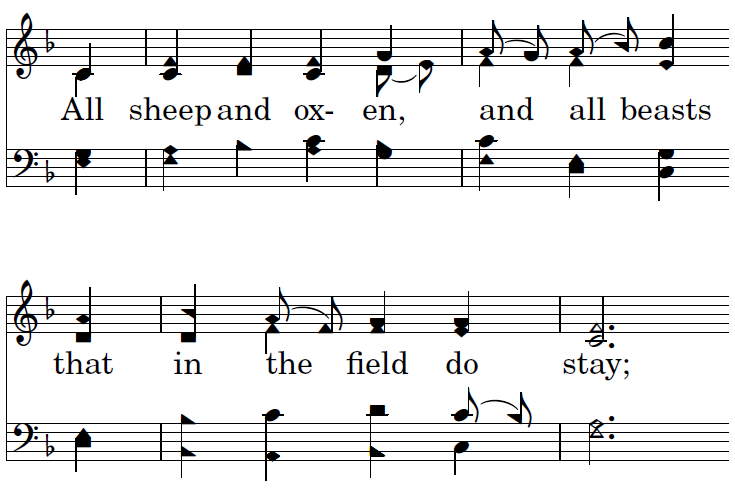 All sheep and ox- en, and all beasts
that in the field do stay;